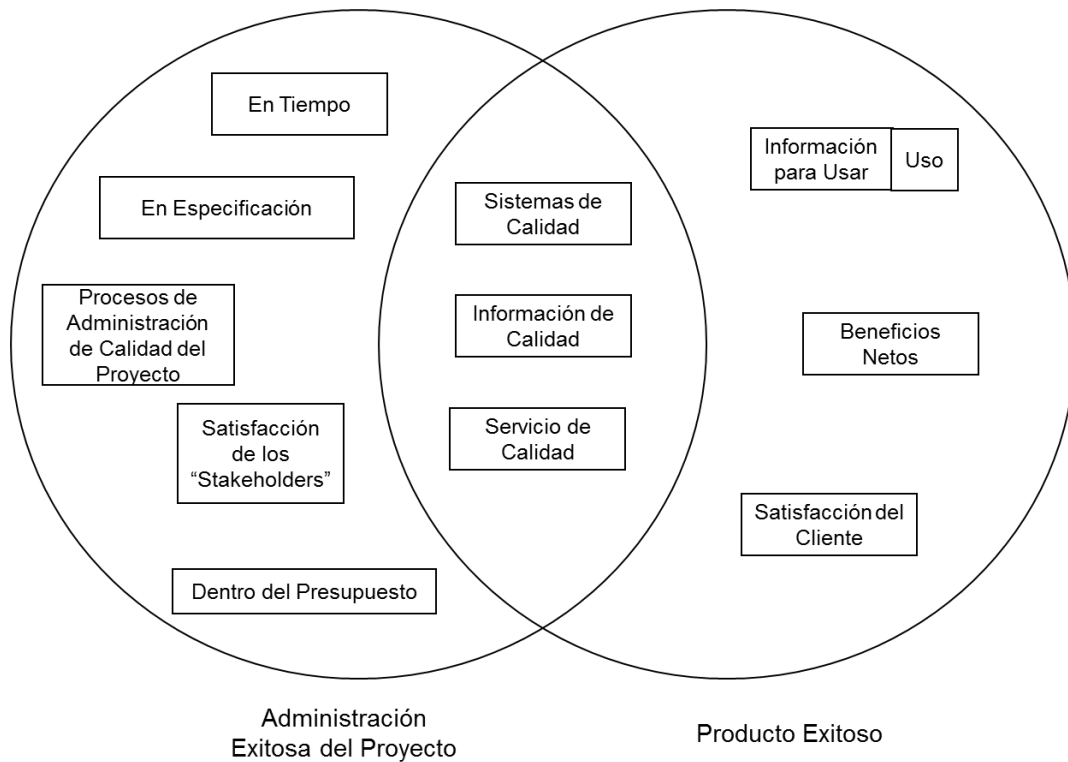 En Tiempo
En Especificación
Procesos de
Administración
de Calidad del
Proyecto
Satisfacción
de los
“Stakeholders”
Dentro del Presupuesto
Sistemas de
Calidad
Información de
Calidad
Servicio de
Calidad
Información
para Usar
Uso
Beneficios
Netos
Satisfacción del
Cliente
Administración
Exitosa del Proyecto
Producto Exitoso